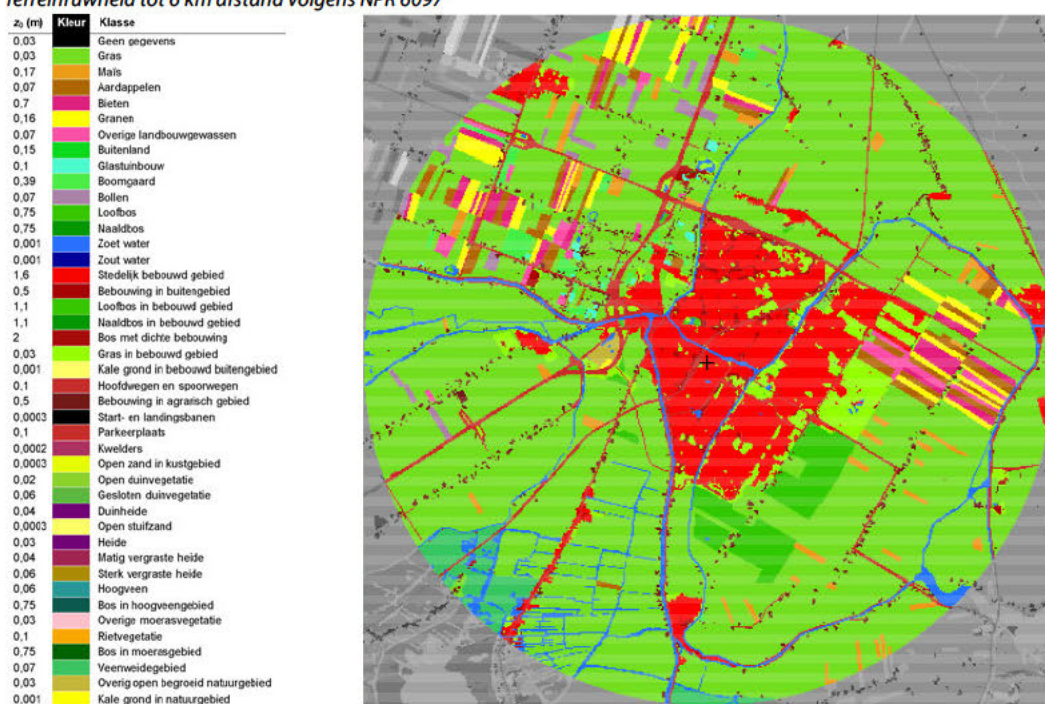 Terreinruwheid tot 6 km afstand volgens NPR 6097
z₀ (m) Kleur Klasse
0,03 Geen gegevens
0,03 Gras
0,17 Maïs
0,07 Aardappelen
0,7 Bieten
0,16 Granen
0,07 Overige landbouwgewassen
0,15 Buitenland
0,1 Glastuinbouw
0,39 Boomgaard
0,07 Bollen
0,75 Loofbos
0,75 Naaldbos
0,001 Zoet water
0,001 Zout water
1,6 Stedelijk bebouwd gebied
0,5 Bebouwing in buitengebied
1,1 Loofbos in bebouwd gebied
1,1 Naaldbos in bebouwd gebied
2 Bos met dichte bebouwing
0,03 Gras in bebouwd gebied
0,001 Kale grond in bebouwd buitengebied
0,1 Hoofdwegen en spoorwegen
0,5 Bebouwing in agrarisch gebied
0,0003 Start- en landingsbanen
0,1 Parkeerplaats
0,0002 Kwelders
0,0003 Open zand in kustgebied
0,02 Open duinvegetatie
0,06 Gesloten duinvegetatie
0,04 Duinheide
0,0003 Open stuifzand
0,03 Heide
0,04 Matig vergraste heide
0,06 Sterk vergraste heide
0,06 Hoogveen
0,75 Bos in hoogveengebied
0,03 Overige moerasvegetatie
0,1 Rietvegetatie
0,75 Bos in moerasgebied
0,07 Veenweidegebied
0,03 Overig open begroeid natuurgebied
0,001 Kale grond in natuurgebied